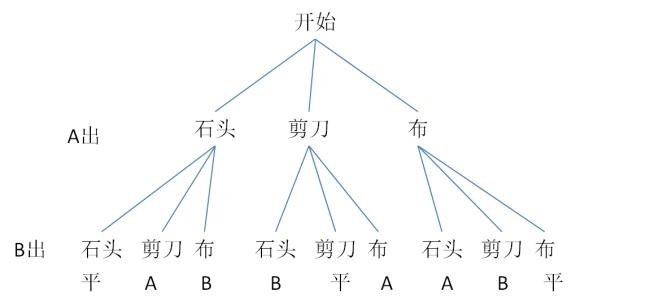 开始
A出 石头 剪刀 布
B出 石头 剪刀 布 石头 剪刀 布 石头 剪刀 布
平 A B B 平 A A B 平